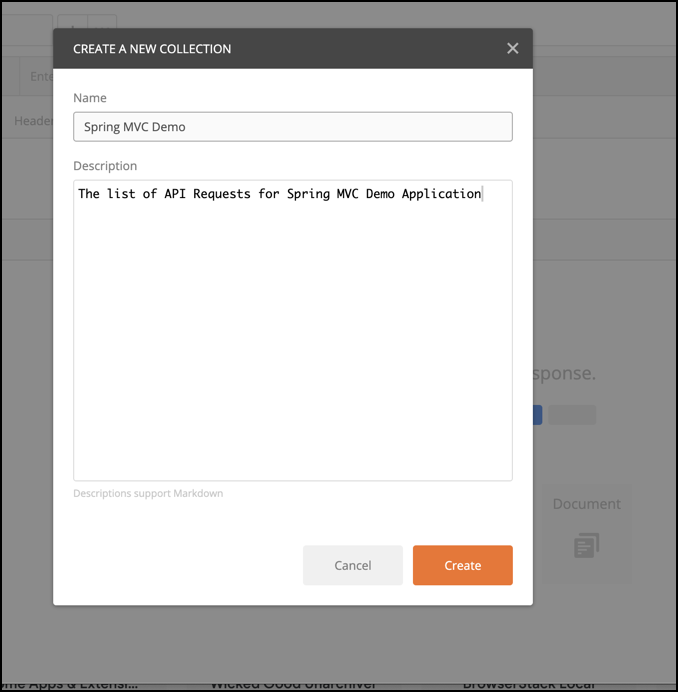 CREATE A NEW COLLECTION
Ente
Header
Name
Spring MVC Demo
Description
The list of API Requests for Spring MVC Demo Application
sponse.
Descriptions support Markdown
Document
Cancel
Create
ome Apps & Extensi...
Wicked Good Unarchiver
BrowserStack Local